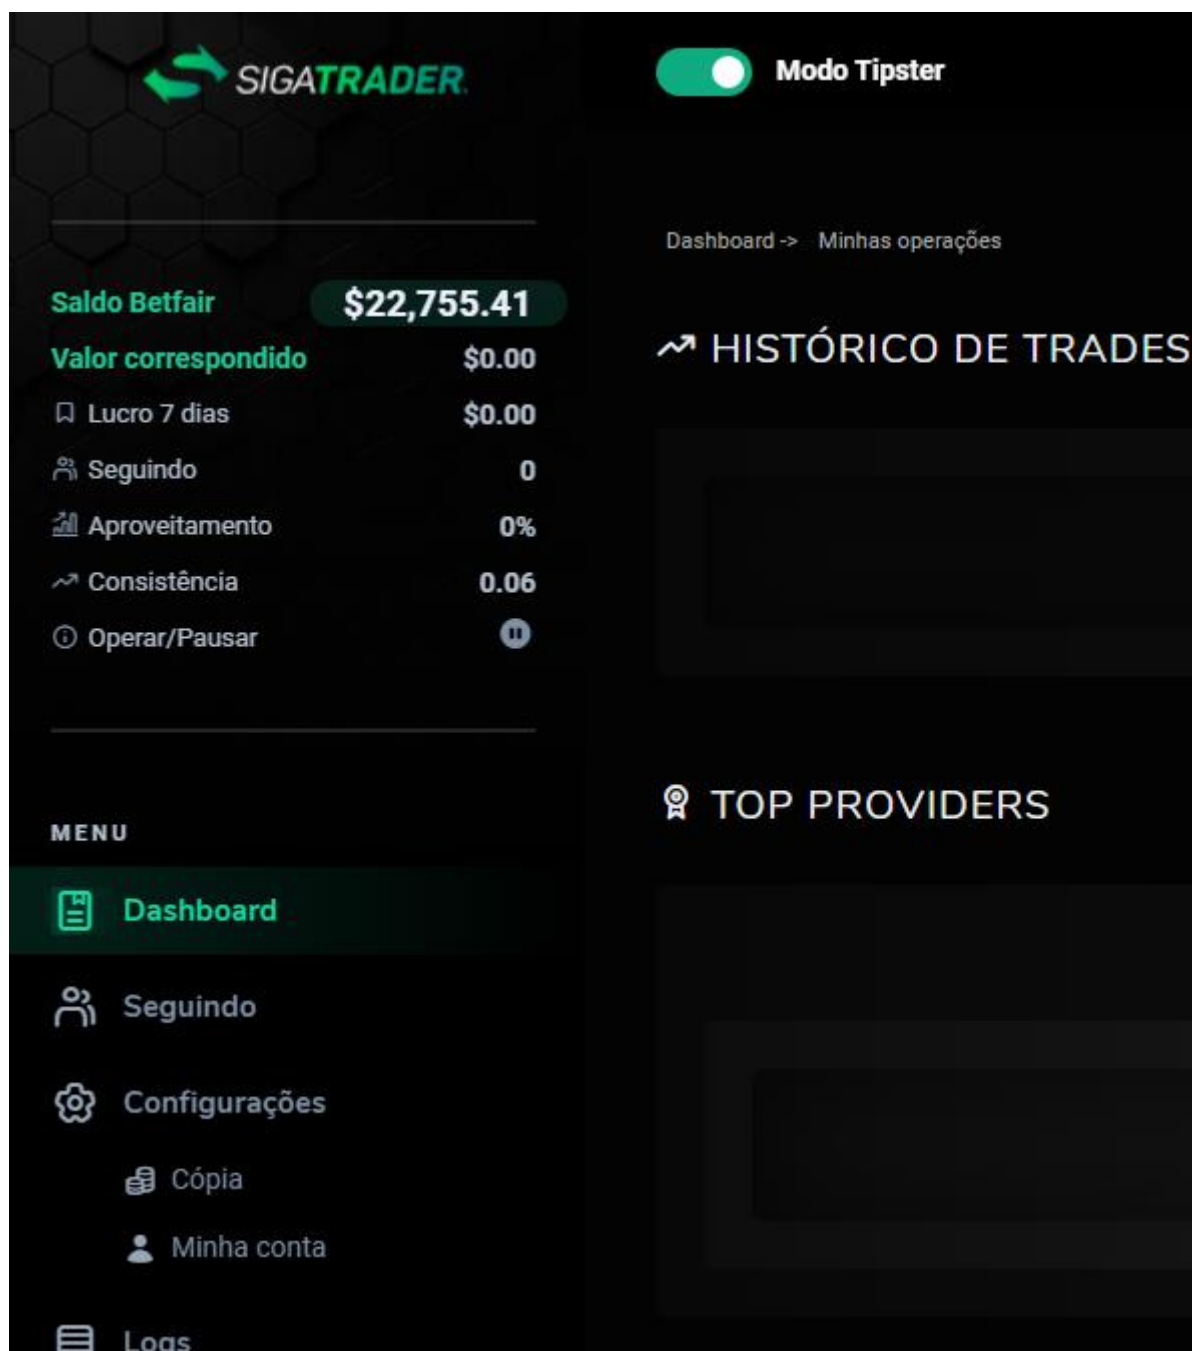 SIGATRADER.
Modo Tipster
Dashboard -> Minhas operações
Saldo Betfair $22,755.41
Valor correspondido $0.00
Lucro 7 dias $0.00
Seguindo 0
Aproveitamento 0%
Consistência 0.06
Operar/Pausar
HISTÓRICO DE TRADES
TOP PROVIDERS
MENU
Dashboard
Seguindo
Configurações
Cópia
Minha conta
Logs